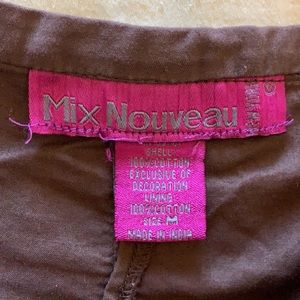 Mix Nouveau
SHELL
100% COTTON
EXCLUSIVE OF
DECORATION
LINING
100% COTTON
SIZE M
MADE IN INDIA